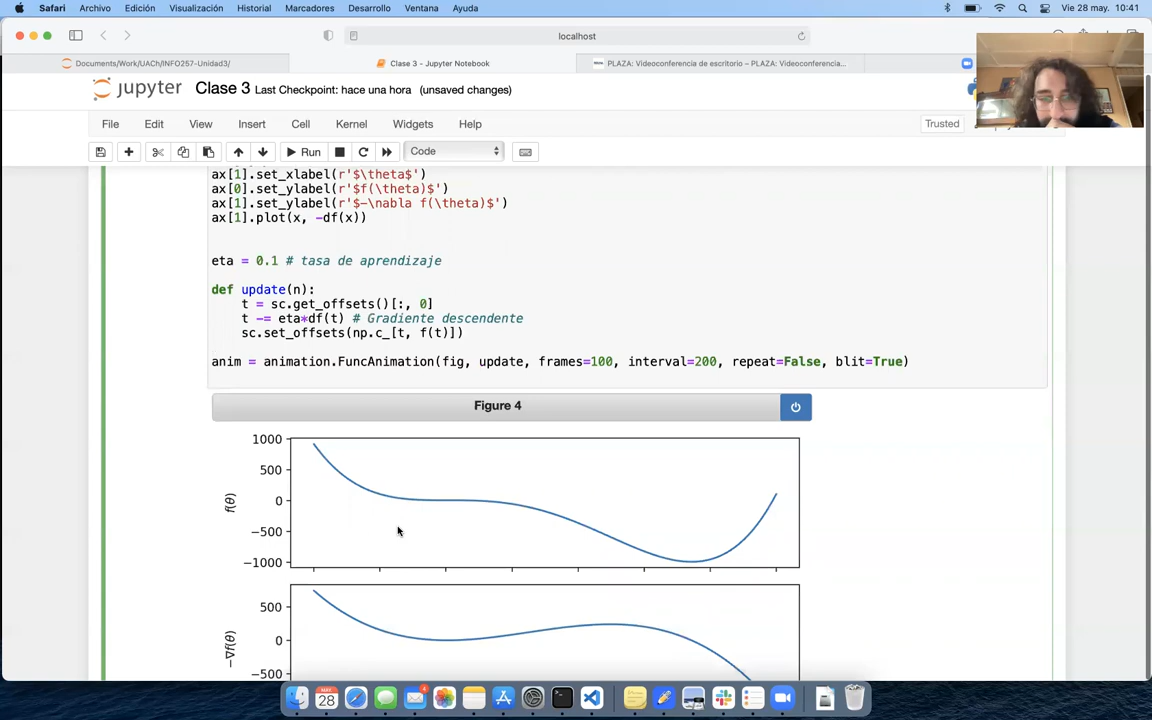 Safari Archivo Edición Visualización Historial Marcadores Desarrollo Ventana Ayuda Vie 28 may. 10:41
localhost
Documents/Work/UACh/INFO257-Unidad3/ Clase 3 - Jupyter Notebook PLAZA: Videoconferencia de escritorio – PLAZA: Videoconferencia...
jupyter Clase 3 Last Checkpoint: hace una hora (unsaved changes)
File Edit View Insert Cell Kernel Widgets Help Trusted
Run Code
ax[1].set_xlabel(r'$\theta$')
ax[0].set_ylabel(r'$f(\theta)$')
ax[1].set_ylabel(r'$-\nabla f(\theta)$')
ax[1].plot(x, -df(x))
eta = 0.1 # tasa de aprendizaje
def update(n):
    t = sc.get_offsets()[:, 0]
    t -= eta*df(t) # Gradiente descendente
    sc.set_offsets(np.c_[t, f(t)])
anim = animation.FuncAnimation(fig, update, frames=100, interval=200, repeat=False, blit=True)
Figure 4
1000
500
0
−500
−1000
f(θ)
500
0
−500
−∇f(θ)
28